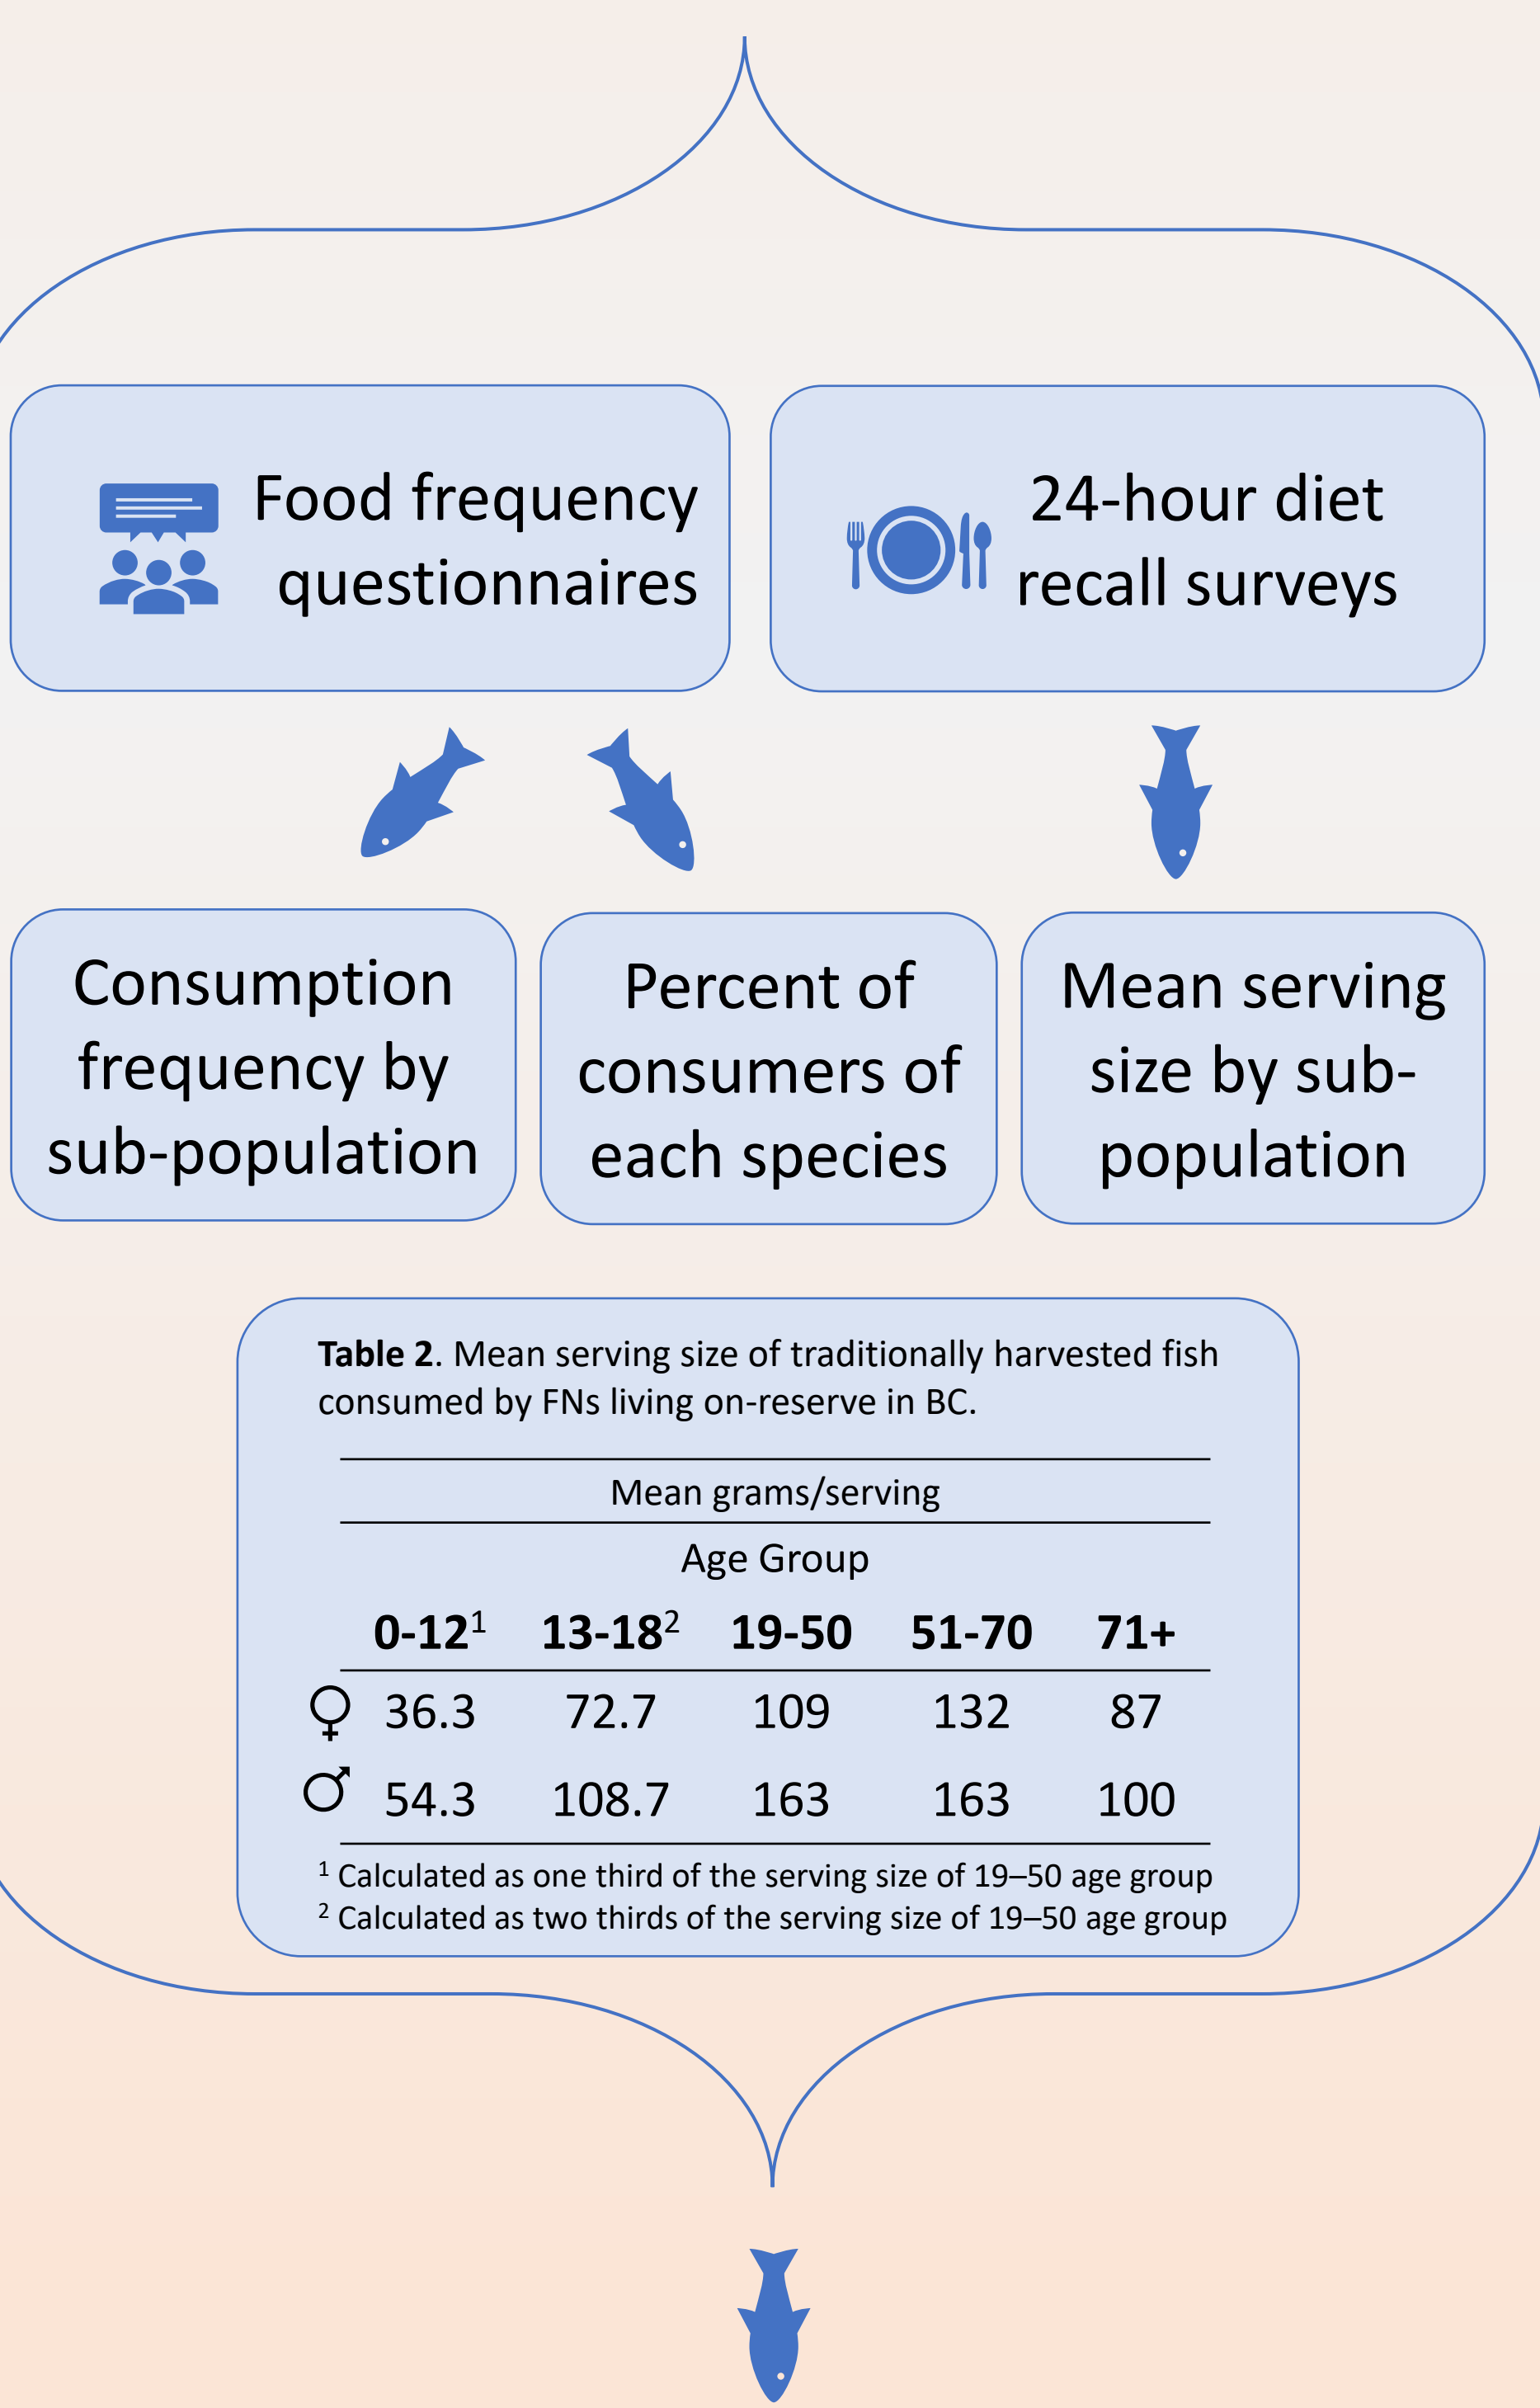 Food frequency
questionnaires
24-hour diet
recall surveys
Consumption
frequency by
sub-population
Percent of
consumers of
each species
Mean serving
size by sub-
population
Table 2. Mean serving size of traditionally harvested fish
consumed by FNs living on-reserve in BC.
Mean grams/serving
Age Group
0-12¹ 13-18² 19-50 51-70 71+
♀ 36.3 72.7 109 132 87
♂ 54.3 108.7 163 163 100
¹ Calculated as one third of the serving size of 19–50 age group
² Calculated as two thirds of the serving size of 19–50 age group